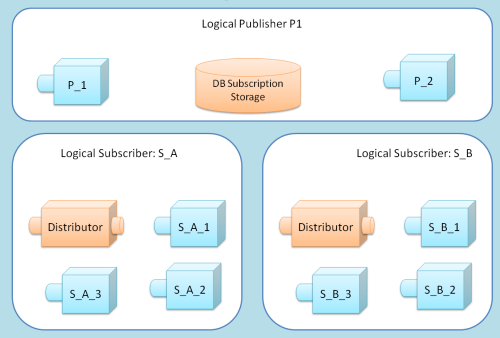 Logical Publisher P1
P_1
DB Subscription
Storage
P_2
Logical Subscriber: S_A
Distributor
S_A_1
S_A_3
S_A_2
Logical Subscriber: S_B
Distributor
S_B_1
S_B_3
S_B_2